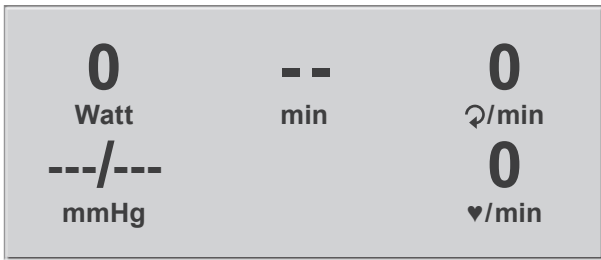 0 -- 0
Watt min ⤾/min
---/--- 0
mmHg ♥/min